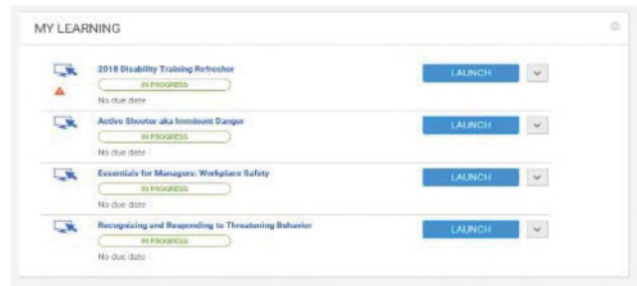 MY LEARNING
2018 Disability Training Refresher
LAUNCH
IN PROGRESS
No due date
Active Shooter aka Imminent Danger
LAUNCH
IN PROGRESS
No due date
Essentials for Managers: Workplace Safety
LAUNCH
IN PROGRESS
No due date
Recognizing and Responding to Threatening Behavior
LAUNCH
IN PROGRESS
No due date